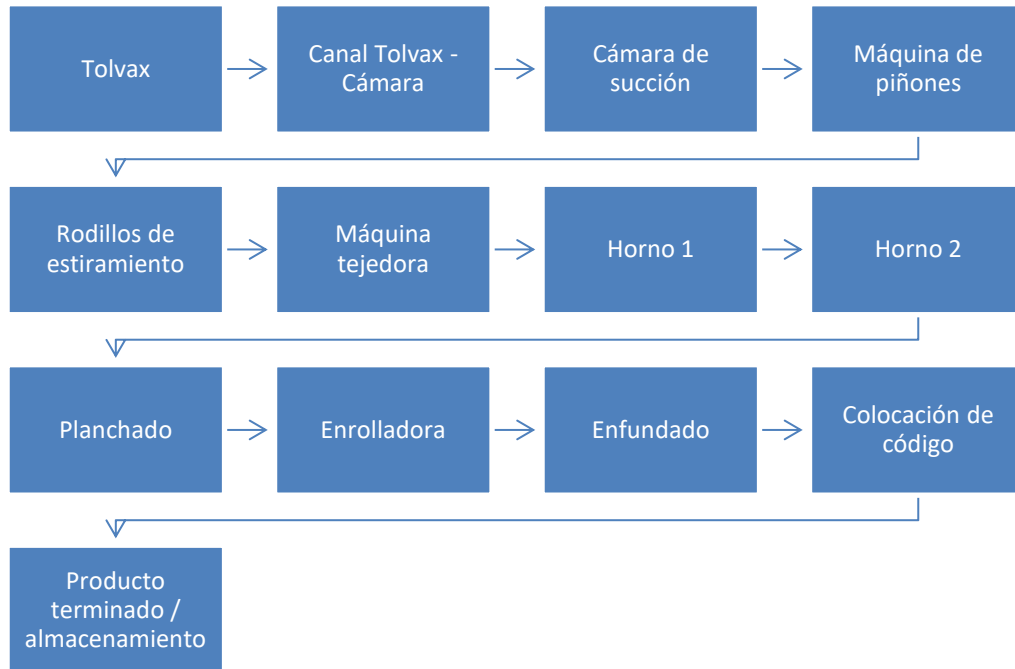 Tolvax
Canal Tolvax -
Cámara
Cámara de
succión
Máquina de
piñones
Rodillos de
estiramiento
Máquina
tejedora
Horno 1
Horno 2
Planchado
Enrolladora
Enfundado
Colocación de
código
Producto
terminado /
almacenamiento